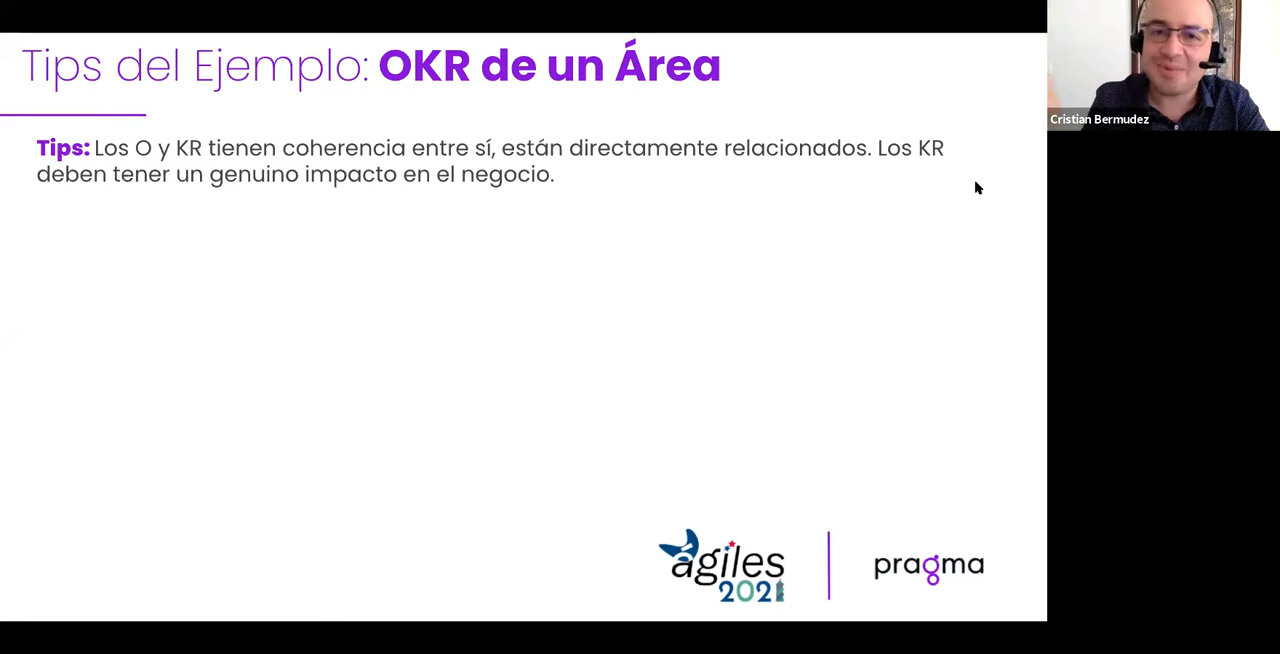 Tips del Ejemplo: OKR de un Área
Cristian Bermudez
Tips: Los O y KR tienen coherencia entre sí, están directamente relacionados. Los KR
deben tener un genuino impacto en el negocio.
agiles
2021
pragma